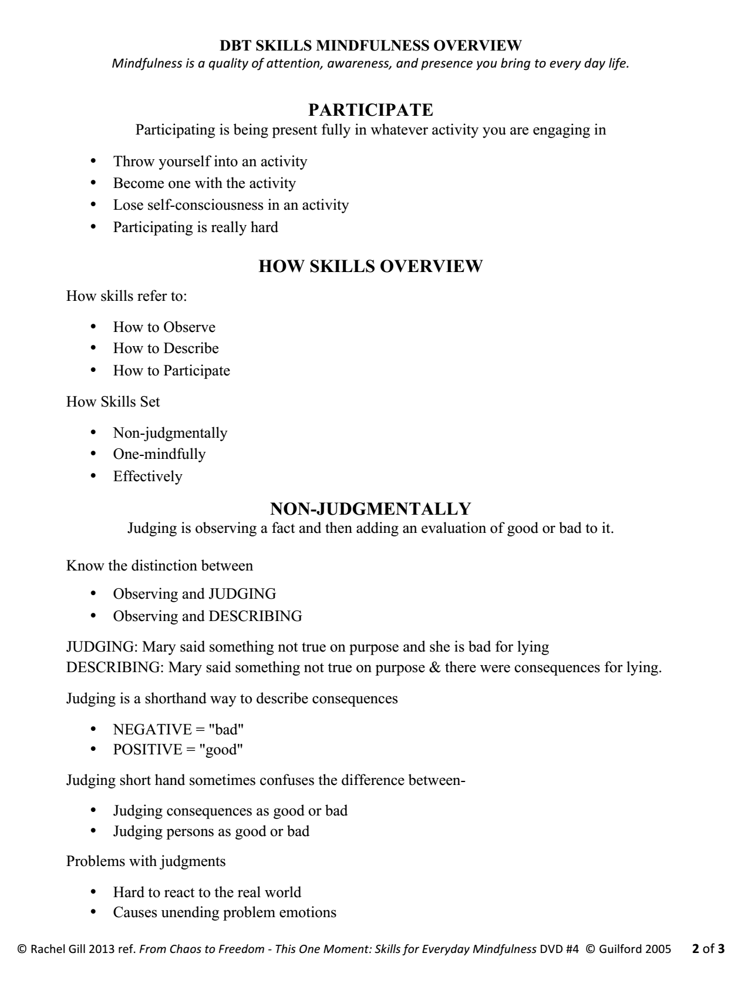 DBT SKILLS MINDFULNESS OVERVIEW
Mindfulness is a quality of attention, awareness, and presence you bring to every day life.
PARTICIPATE
Participating is being present fully in whatever activity you are engaging in
• Throw yourself into an activity
• Become one with the activity
• Lose self-consciousness in an activity
• Participating is really hard
HOW SKILLS OVERVIEW
How skills refer to:
• How to Observe
• How to Describe
• How to Participate
How Skills Set
• Non-judgmentally
• One-mindfully
• Effectively
NON-JUDGMENTALLY
Judging is observing a fact and then adding an evaluation of good or bad to it.
Know the distinction between
• Observing and JUDGING
• Observing and DESCRIBING
JUDGING: Mary said something not true on purpose and she is bad for lying
DESCRIBING: Mary said something not true on purpose & there were consequences for lying.
Judging is a shorthand way to describe consequences
• NEGATIVE = "bad"
• POSITIVE = "good"
Judging short hand sometimes confuses the difference between-
• Judging consequences as good or bad
• Judging persons as good or bad
Problems with judgments
• Hard to react to the real world
• Causes unending problem emotions
© Rachel Gill 2013 ref. From Chaos to Freedom - This One Moment: Skills for Everyday Mindfulness DVD #4 © Guilford 2005 2 of 3